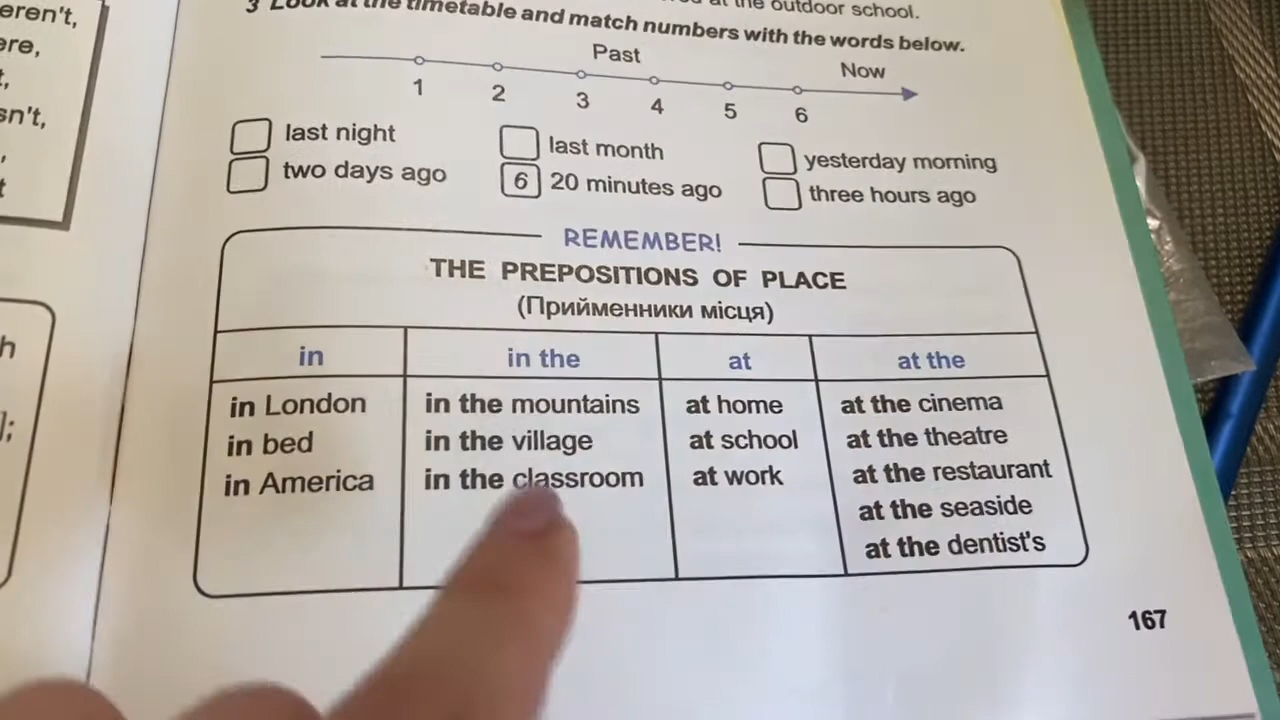 eren't,
ere,
t,
sn't,
,
t
h
];
at the outdoor school.
3 Look at the timetable and match numbers with the words below.
Past
Now
1 2 3 4 5 6
last night
last month
yesterday morning
two days ago
6 20 minutes ago
three hours ago
REMEMBER!
THE PREPOSITIONS OF PLACE
(Прийменники місця)
in
in the
at
at the
in London
in bed
in America
in the mountains
in the village
in the classroom
at home
at school
at work
at the cinema
at the theatre
at the restaurant
at the seaside
at the dentist's
167